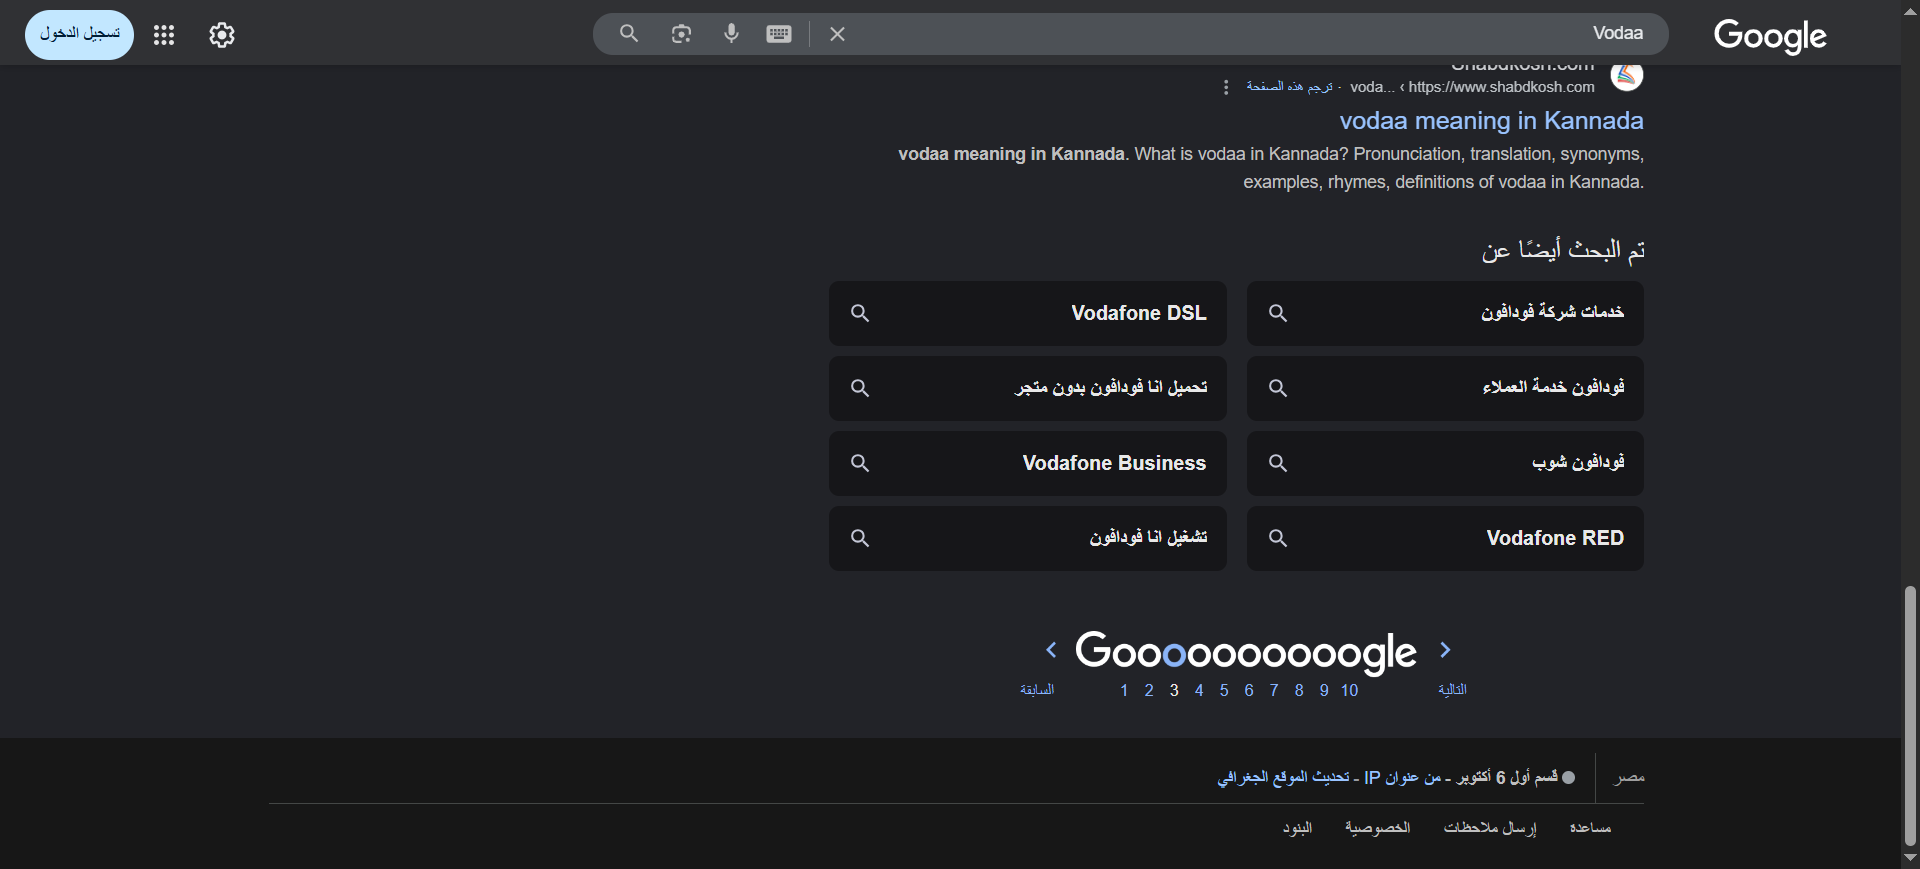 Google
Vodaa
تسجيل الدخول
Shabdkosh.com
https://www.shabdkosh.com › voda... · ترجم هذه الصفحة
vodaa meaning in Kannada
vodaa meaning in Kannada. What is vodaa in Kannada? Pronunciation, translation, synonyms,
examples, rhymes, definitions of vodaa in Kannada.
تم البحث أيضًا عن
خدمات شركة فودافون
Vodafone DSL
فودافون خدمة العملاء
تحميل انا فودافون بدون متجر
فودافون شوب
Vodafone Business
Vodafone RED
تشغيل انا فودافون
Goooooooooogle
السابقة 1 2 3 4 5 6 7 8 9 10 التالية
مصر
قسم أول 6 أكتوبر - من عنوان IP - تحديث الموقع الجغرافي
مساعدة إرسال ملاحظات الخصوصية البنود